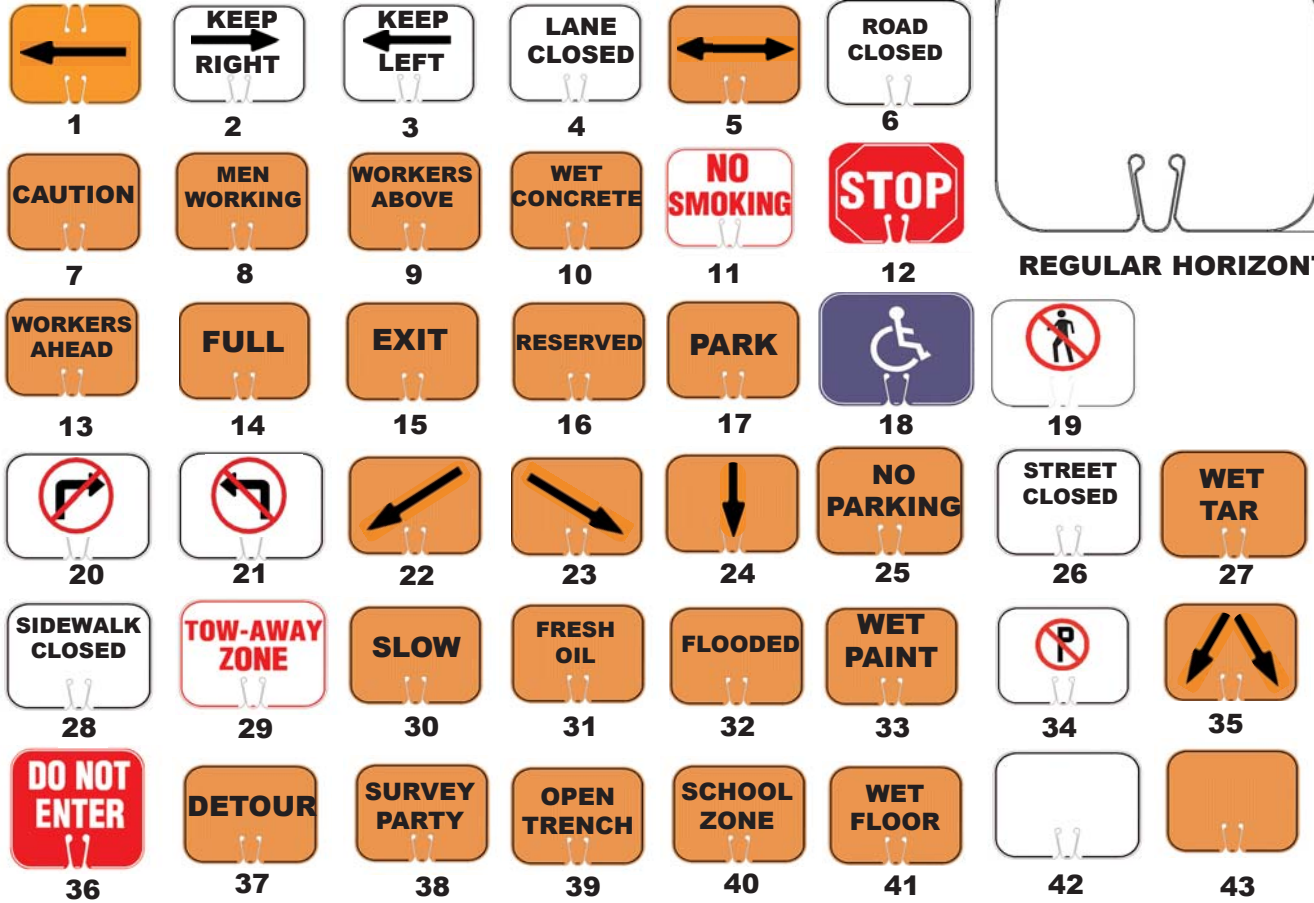 KEEP
RIGHT
KEEP
LEFT
LANE
CLOSED
ROAD
CLOSED
1
2
3
4
5
6
CAUTION
MEN
WORKING
WORKERS
ABOVE
WET
CONCRETE
NO
SMOKING
STOP
REGULAR HORIZONT
7
8
9
10
11
12
WORKERS
AHEAD
FULL
EXIT
RESERVED
PARK
13
14
15
16
17
18
19
NO
PARKING
STREET
CLOSED
WET
TAR
20
21
22
23
24
25
26
27
SIDEWALK
CLOSED
TOW-AWAY
ZONE
SLOW
FRESH
OIL
FLOODED
WET
PAINT
P
28
29
30
31
32
33
34
35
DO NOT
ENTER
DETOUR
SURVEY
PARTY
OPEN
TRENCH
SCHOOL
ZONE
WET
FLOOR
36
37
38
39
40
41
42
43